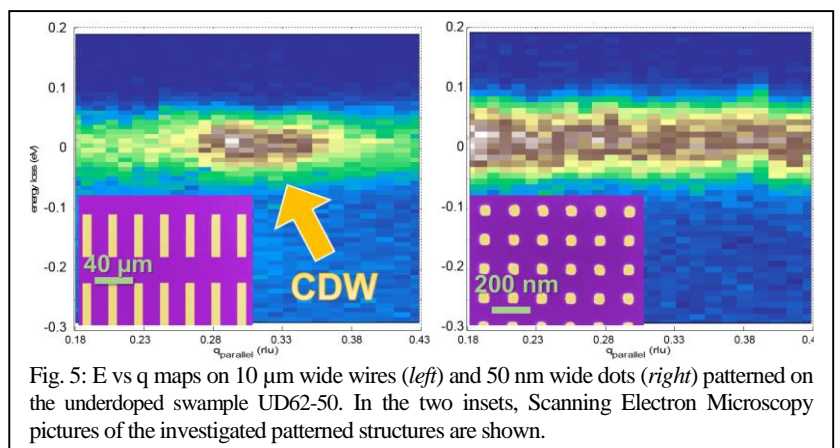 0.2
0.1
0
-0.1
-0.2
-0.3
energy loss (eV)
0.18 0.23 0.28 0.33 0.38 0.43
q parallel (rlu)
40 µm
CDW
0.2
0.1
0
-0.1
-0.2
-0.3
0.18 0.23 0.28 0.33 0.38 0.43
q parallel (rlu)
200 nm
Fig. 5: E vs q maps on 10 µm wide wires (left) and 50 nm wide dots (right) patterned on
the underdoped swample UD62-50. In the two insets, Scanning Electron Microscopy
pictures of the investigated patterned structures are shown.